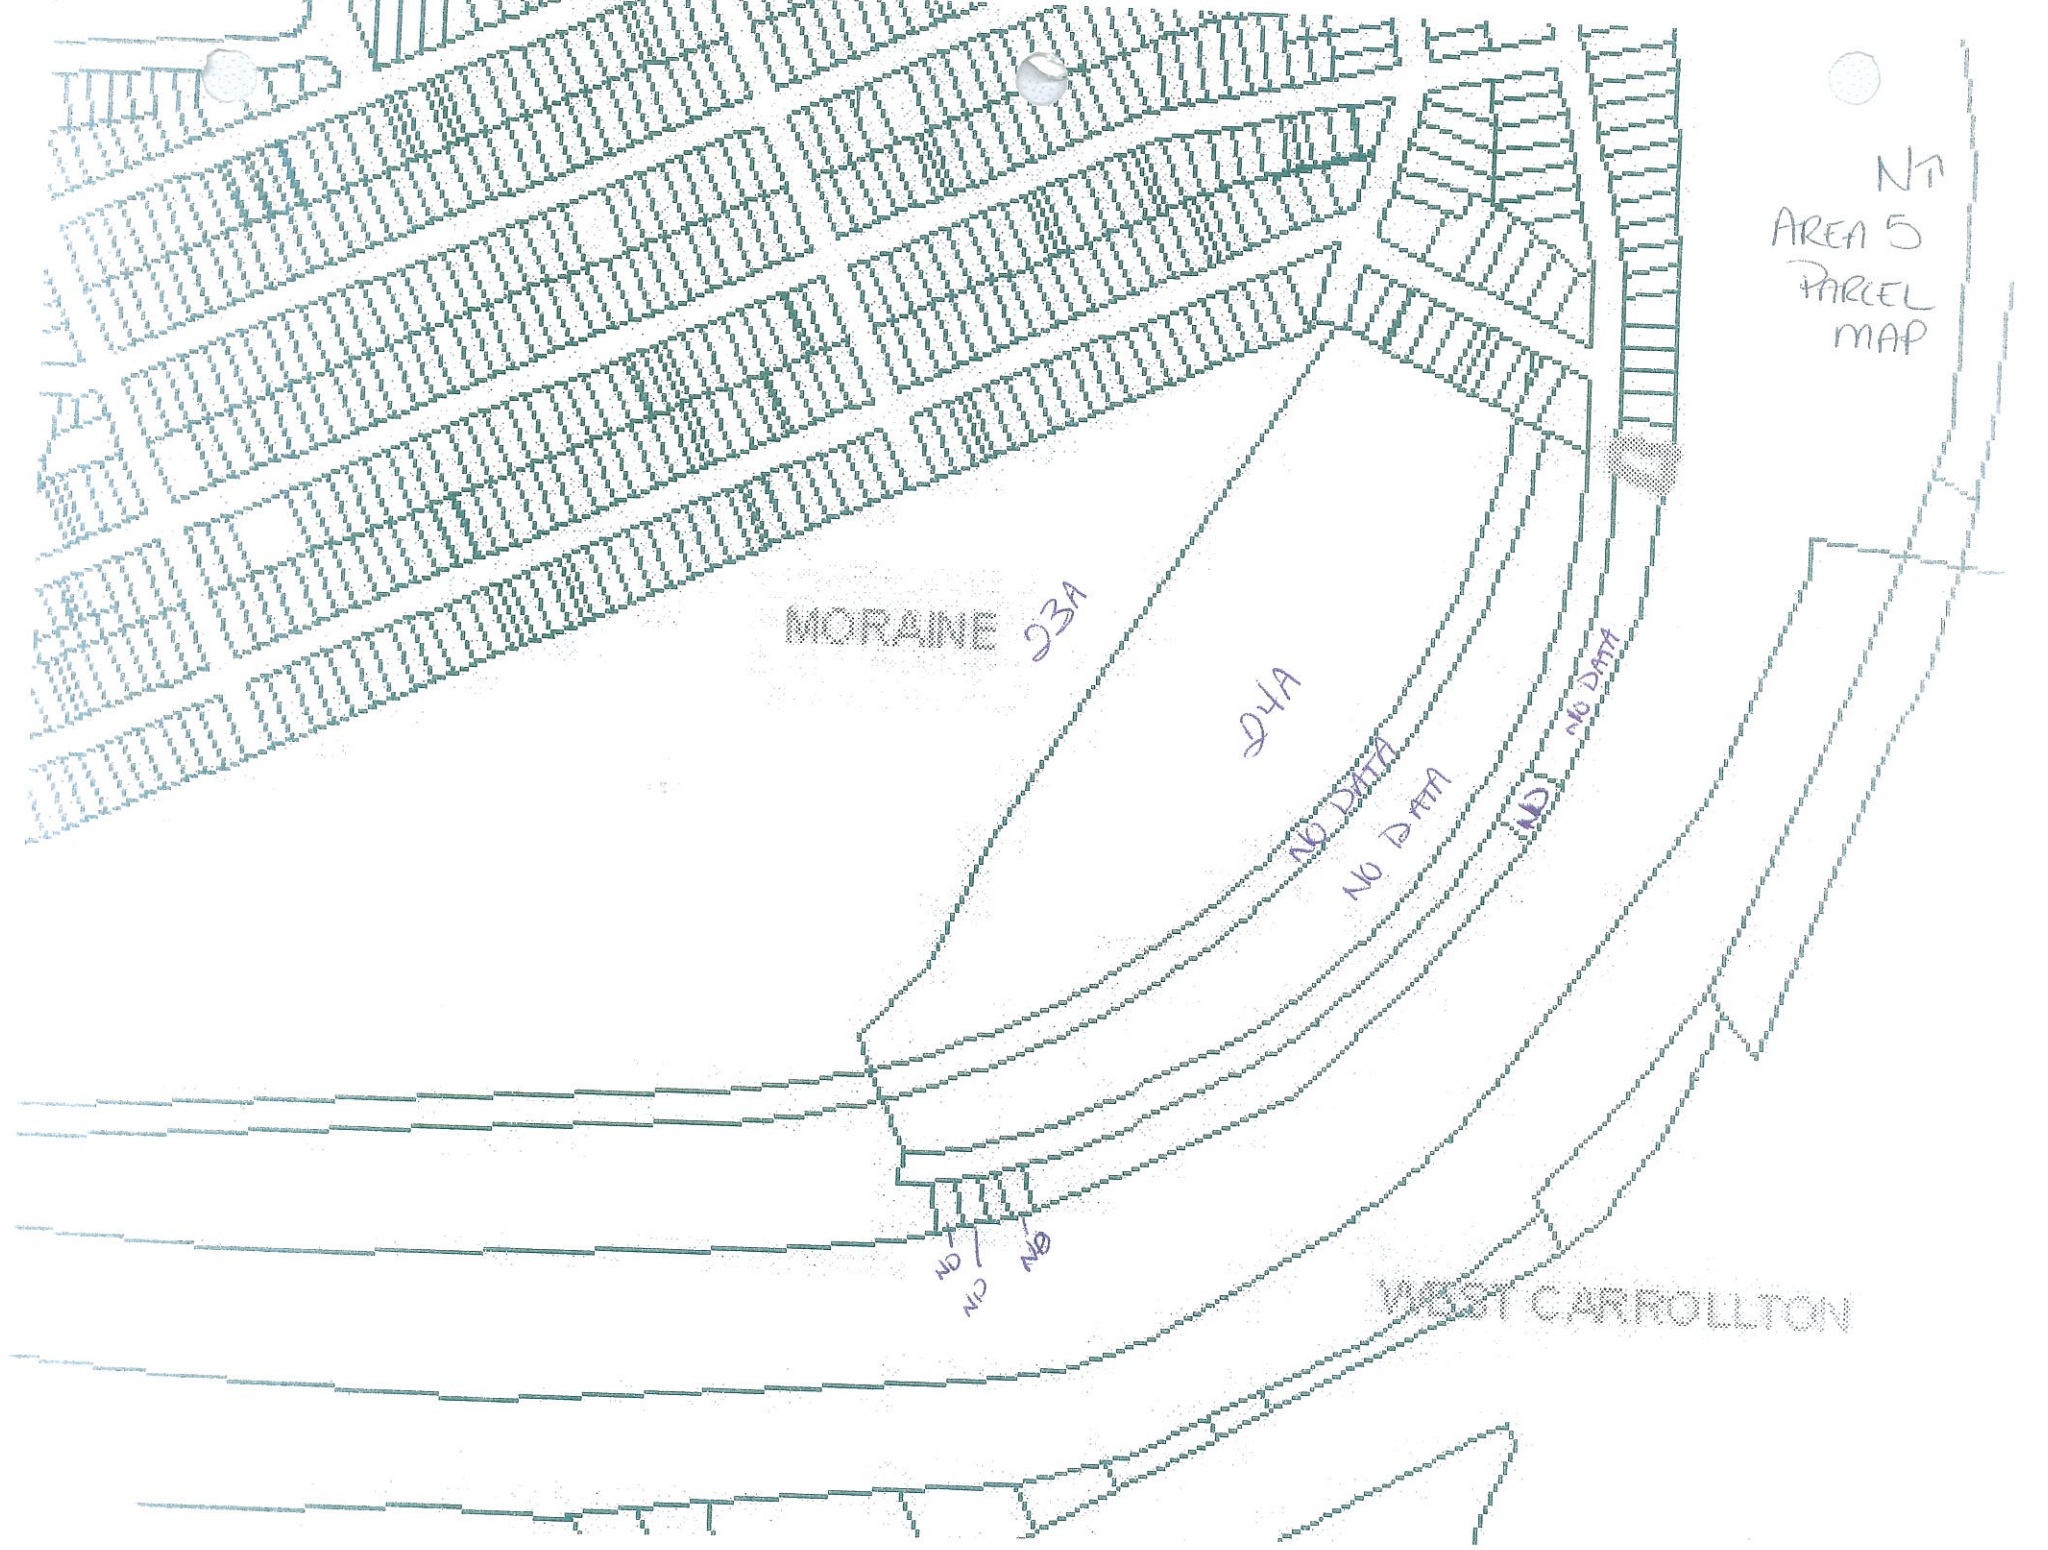 N↑
AREA 5
PARCEL
MAP
MORAINE
23A
24A
NO DATA
NO DATA
NO DATA
ND
ND
ND
ND
WEST CARROLLTON